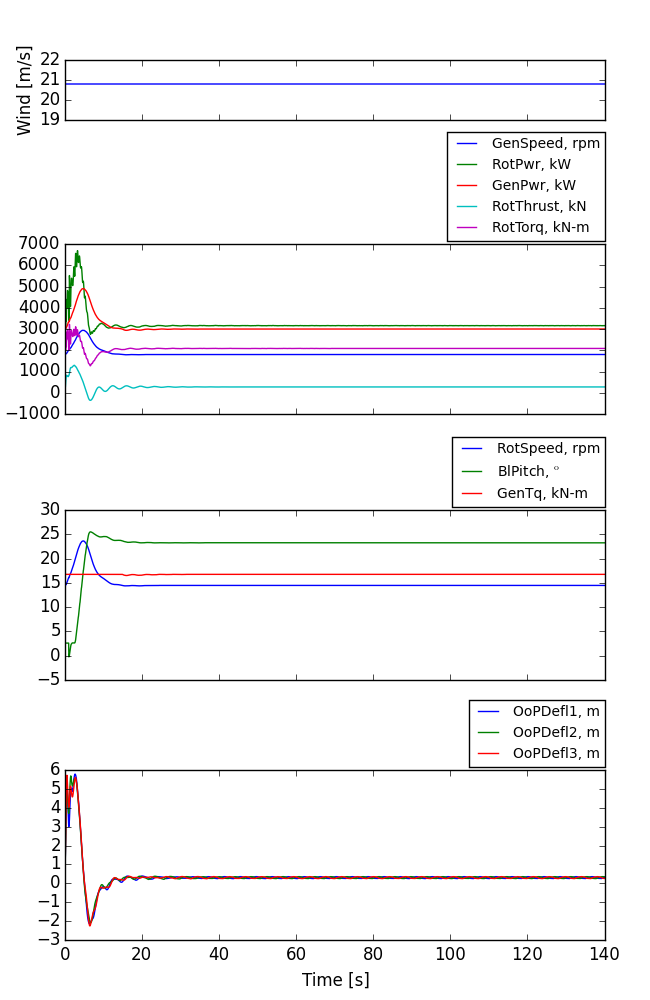 Wind [m/s]
22
21
20
19
GenSpeed, rpm
RotPwr, kW
GenPwr, kW
RotThrust, kN
RotTorq, kN-m
7000
6000
5000
4000
3000
2000
1000
0
−1000
RotSpeed, rpm
BlPitch, °
GenTq, kN-m
30
25
20
15
10
5
0
−5
OoPDefl1, m
OoPDefl2, m
OoPDefl3, m
6
5
4
3
2
1
0
−1
−2
−3
0 20 40 60 80 100 120 140
Time [s]